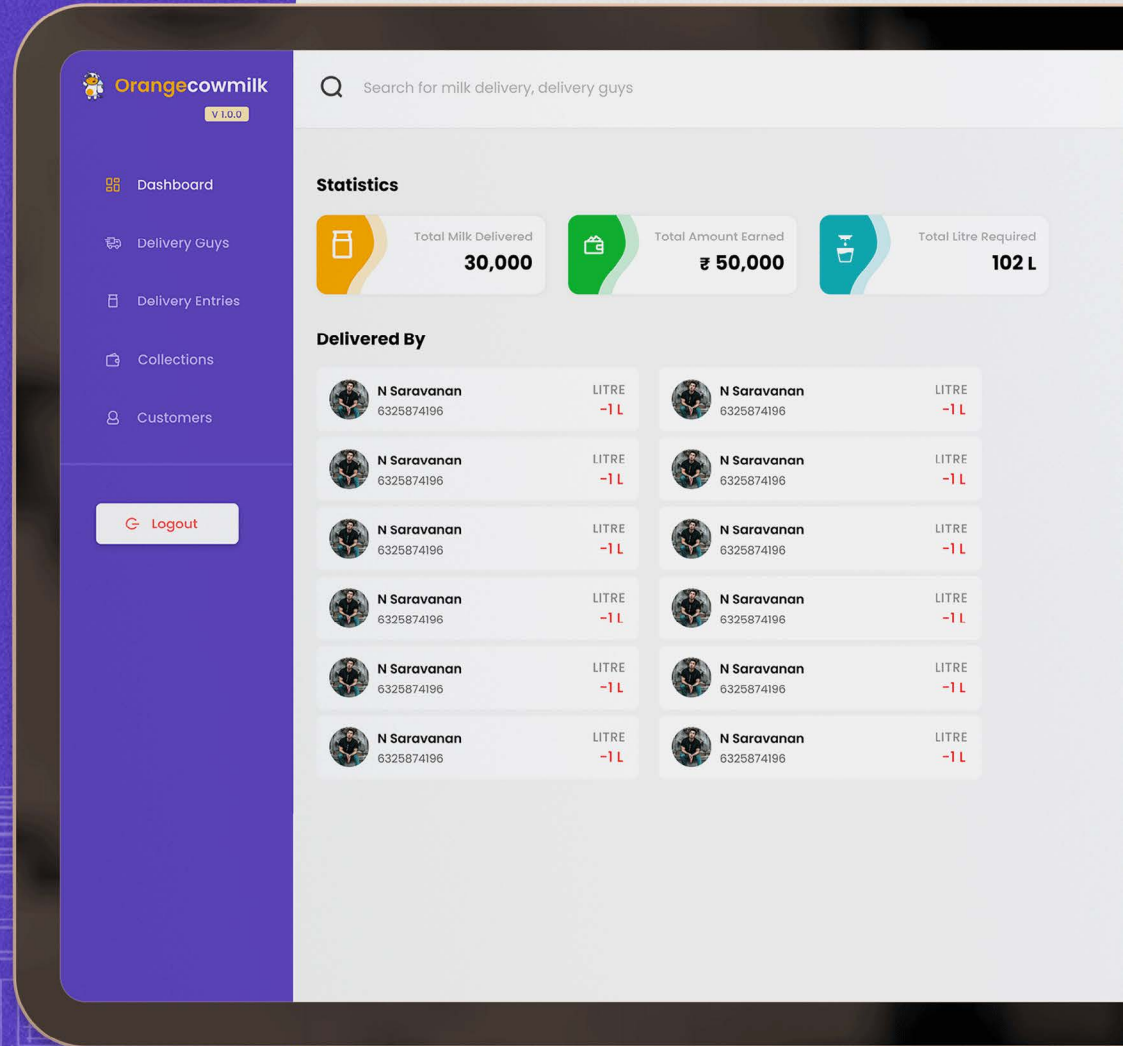 Orangecowmilk
V 1.0.0
Dashboard
Delivery Guys
Delivery Entries
Collections
Customers
Logout
Search for milk delivery, delivery guys
Statistics
Total Milk Delivered
30,000
Total Amount Earned
₹ 50,000
Total Litre Required
102 L
Delivered By
N Saravanan LITRE
6325874196 -1 L
N Saravanan LITRE
6325874196 -1 L
N Saravanan LITRE
6325874196 -1 L
N Saravanan LITRE
6325874196 -1 L
N Saravanan LITRE
6325874196 -1 L
N Saravanan LITRE
6325874196 -1 L
N Saravanan LITRE
6325874196 -1 L
N Saravanan LITRE
6325874196 -1 L
N Saravanan LITRE
6325874196 -1 L
N Saravanan LITRE
6325874196 -1 L
N Saravanan LITRE
6325874196 -1 L
N Saravanan LITRE
6325874196 -1 L